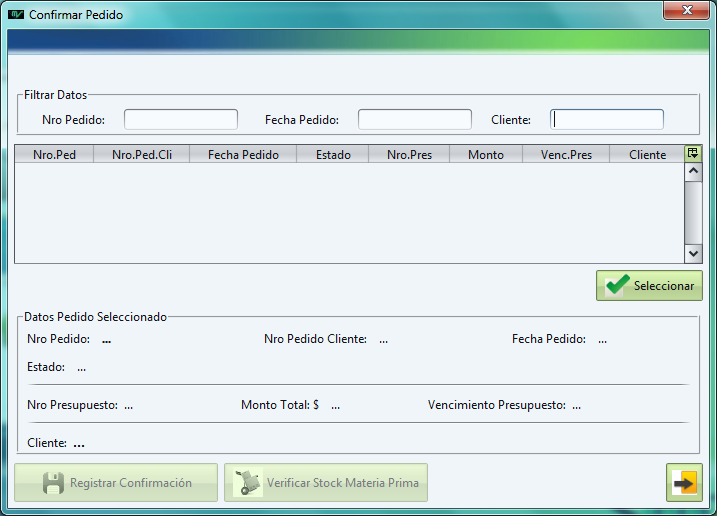 Confirmar Pedido
Filtrar Datos
Nro Pedido: Fecha Pedido: Cliente:
Nro.Ped Nro.Ped.Cli Fecha Pedido Estado Nro.Pres Monto Venc.Pres Cliente
Seleccionar
Datos Pedido Seleccionado
Nro Pedido: ... Nro Pedido Cliente: ... Fecha Pedido: ...
Estado: ...
Nro Presupuesto: ... Monto Total: $ ... Vencimiento Presupuesto: ...
Cliente: ...
Registrar Confirmación Verificar Stock Materia Prima